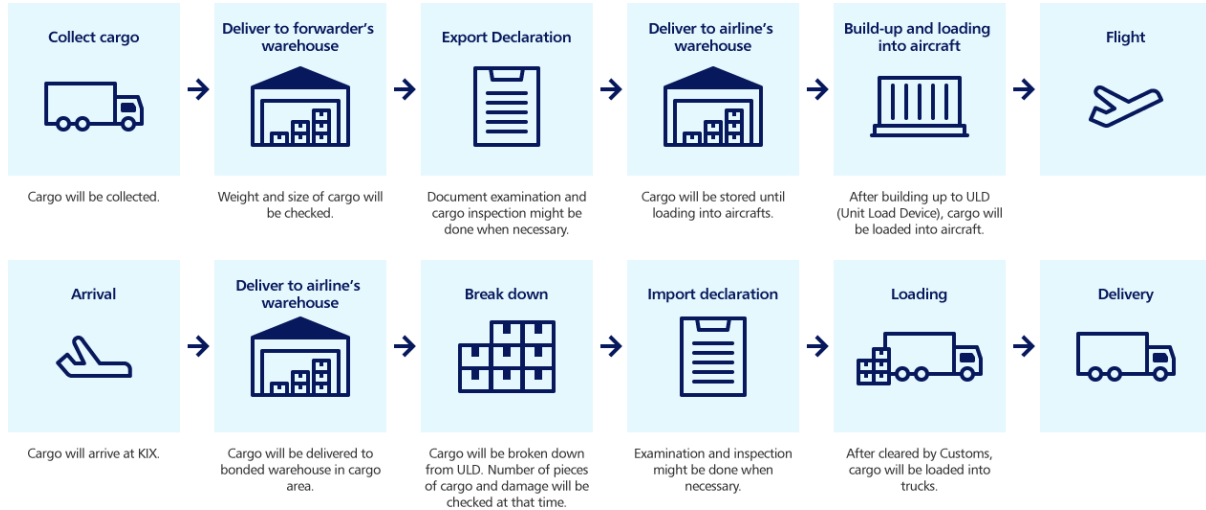 Collect cargo
Deliver to forwarder's
warehouse
Export Declaration
Deliver to airline's
warehouse
Build-up and loading
into aircraft
Flight
Cargo will be collected.
Weight and size of cargo will
be checked.
Document examination and
cargo inspection might be
done when necessary.
Cargo will be stored until
loading into aircrafts.
After building up to ULD
(Unit Load Device), cargo will
be loaded into aircraft.
Arrival
Deliver to airline's
warehouse
Break down
Import declaration
Loading
Delivery
Cargo will arrive at KIX.
Cargo will be delivered to
bonded warehouse in cargo
area.
Cargo will be broken down
from ULD. Number of pieces
of cargo and damage will be
checked at that time.
Examination and inspection
might be done when
necessary.
After cleared by Customs,
cargo will be loaded into
trucks.